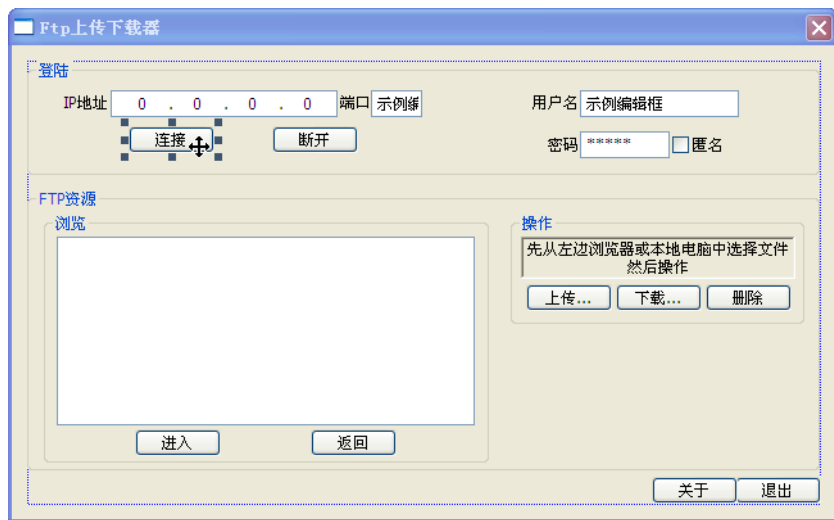 Ftp上传下载器
登陆
IP地址 0 . 0 . 0 . 0 端口 示例编 用户名 示例编辑框
连接 断开 密码 ***** 匿名
FTP资源
浏览 操作
先从左边浏览器或本地电脑中选择文件
然后操作
上传... 下载... 删除
进入 返回
关于 退出